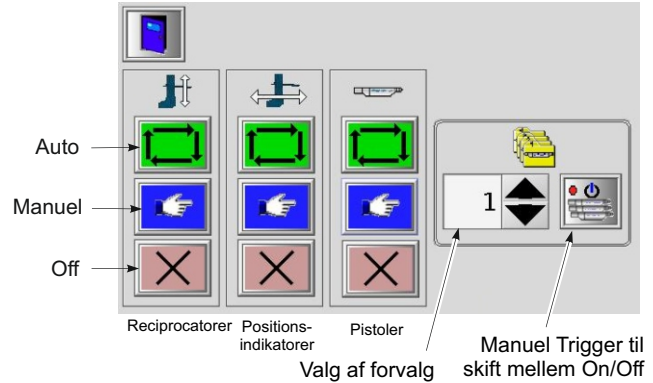 Auto
Manuel
Off
1
Reciprocatorer
Positions-
indikatorer
Pistoler
Valg af forvalg
Manuel Trigger til
skift mellem On/Off